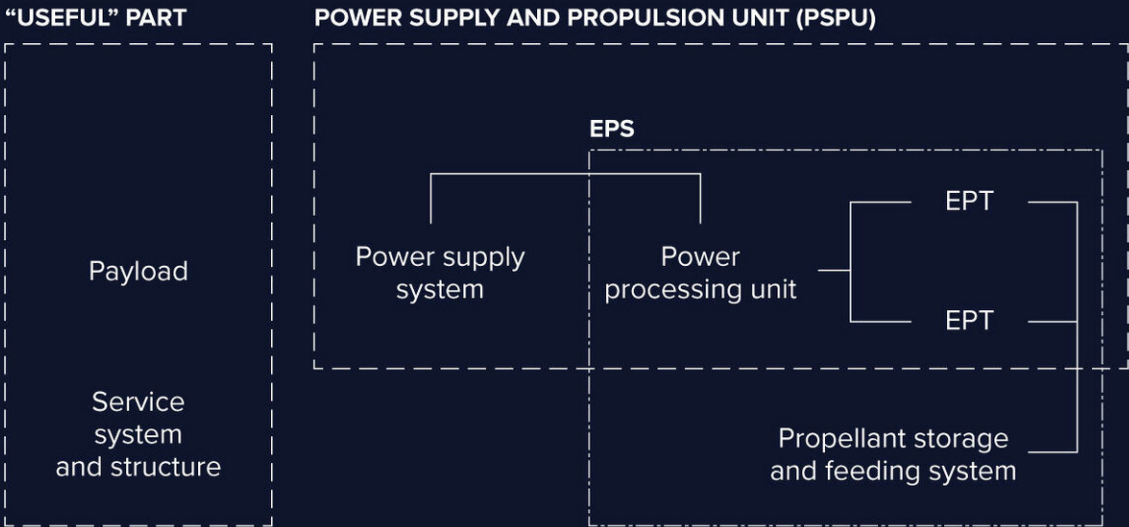 “USEFUL” PART
POWER SUPPLY AND PROPULSION UNIT (PSPU)
EPS
Payload
Service
system
and structure
Power supply
system
Power
processing unit
EPT
EPT
Propellant storage
and feeding system